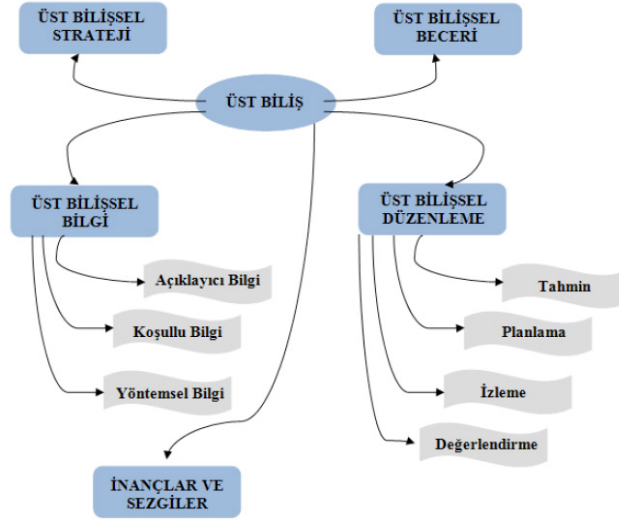 ÜST BİLİŞSEL
STRATEJİ
ÜST BİLİŞSEL
BECERİ
ÜST BİLİŞ
ÜST BİLİŞSEL
BİLGİ
ÜST BİLİŞSEL
DÜZENLEME
Açıklayıcı Bilgi
Tahmin
Koşullu Bilgi
Planlama
Yöntemsel Bilgi
İzleme
Değerlendirme
İNANÇLAR VE
SEZGİLER